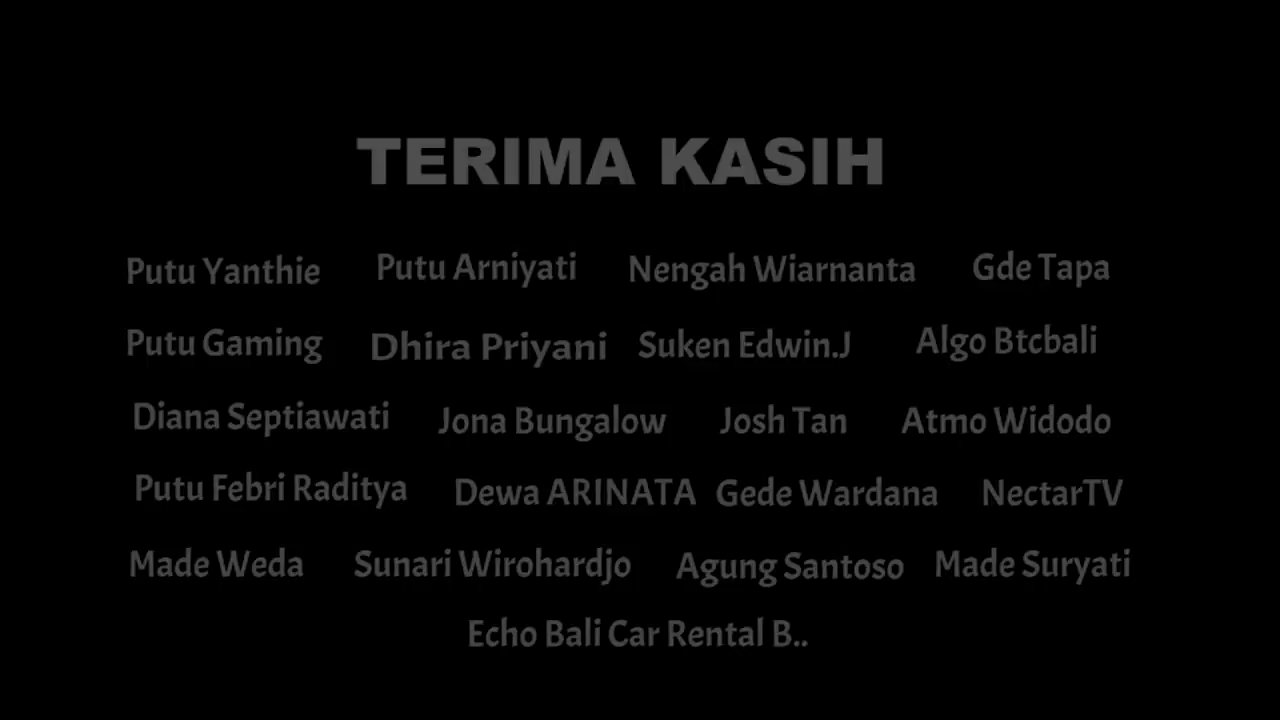 TERIMA KASIH
Putu Yanthie Putu Arniyati Nengah Wiarnanta Gde Tapa
Putu Gaming Dhira Priyani Suken Edwin.J Algo Btcbali
Diana Septiawati Jona Bungalow Josh Tan Atmo Widodo
Putu Febri Raditya Dewa ARINATA Gede Wardana NectarTV
Made Weda Sunari Wirohardjo Agung Santoso Made Suryati
Echo Bali Car Rental B..